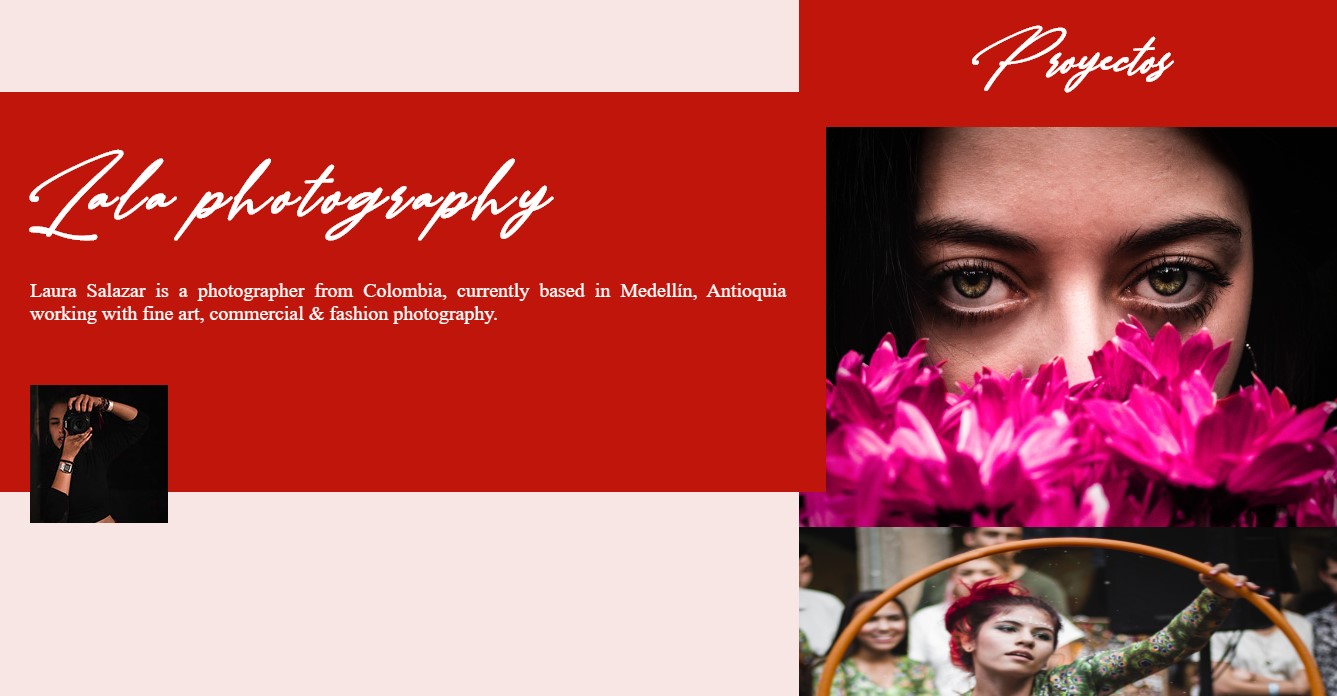 Lala photography
Laura Salazar is a photographer from Colombia, currently based in Medellín, Antioquia
working with fine art, commercial & fashion photography.
Proyectos